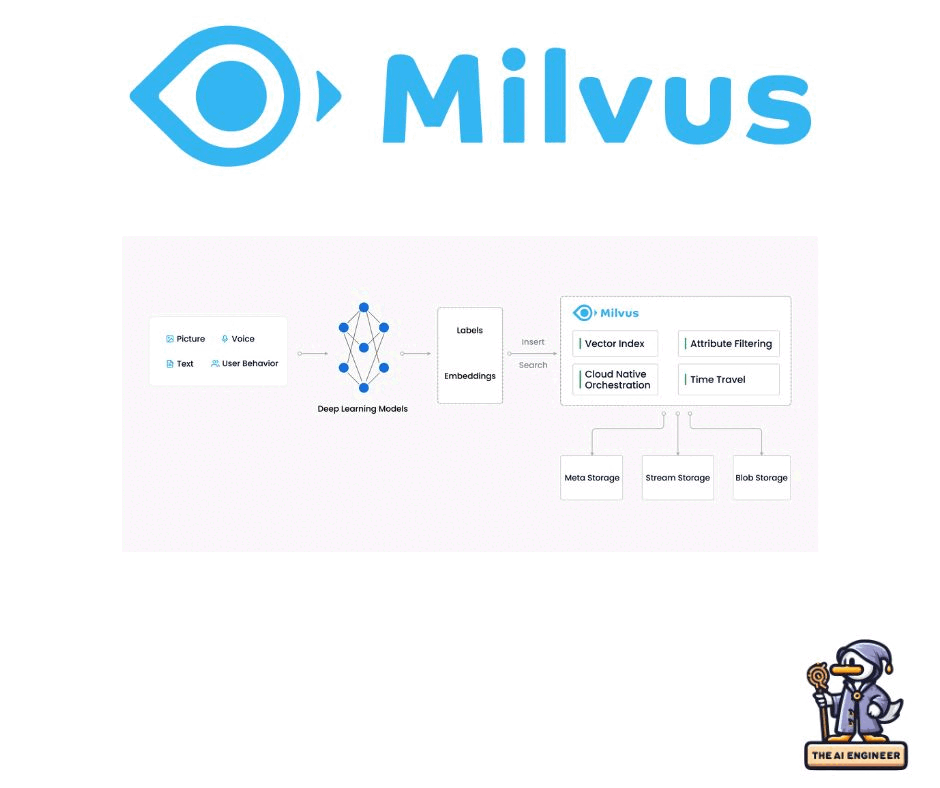 Milvus
Picture
Voice
Text
User Behavior
Deep Learning Models
Labels
Embeddings
Insert
Search
Milvus
Vector Index
Attribute Filtering
Cloud Native
Orchestration
Time Travel
Meta Storage
Stream Storage
Blob Storage
THE AI ENGINEER